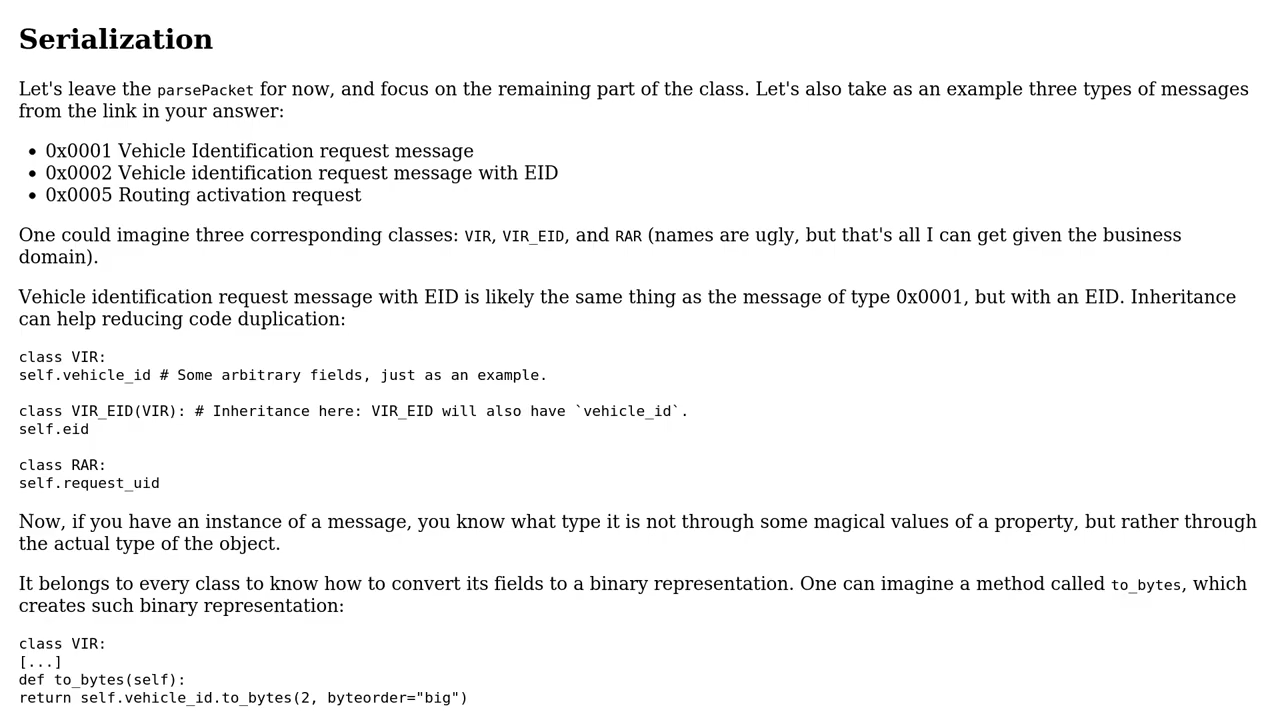 Serialization
Let's leave the parsePacket for now, and focus on the remaining part of the class. Let's also take as an example three types of messages
from the link in your answer:
• 0x0001 Vehicle Identification request message
• 0x0002 Vehicle identification request message with EID
• 0x0005 Routing activation request
One could imagine three corresponding classes: VIR, VIR_EID, and RAR (names are ugly, but that's all I can get given the business
domain).
Vehicle identification request message with EID is likely the same thing as the message of type 0x0001, but with an EID. Inheritance
can help reducing code duplication:
class VIR:
self.vehicle_id # Some arbitrary fields, just as an example.
class VIR_EID(VIR): # Inheritance here: VIR_EID will also have `vehicle_id`.
self.eid
class RAR:
self.request_uid
Now, if you have an instance of a message, you know what type it is not through some magical values of a property, but rather through
the actual type of the object.
It belongs to every class to know how to convert its fields to a binary representation. One can imagine a method called to_bytes, which
creates such binary representation:
class VIR:
[...]
def to_bytes(self):
return self.vehicle_id.to_bytes(2, byteorder="big")